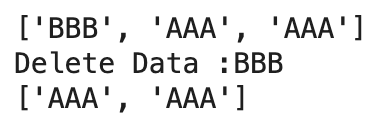 ['BBB', 'AAA', 'AAA']
Delete Data :BBB
['AAA', 'AAA']